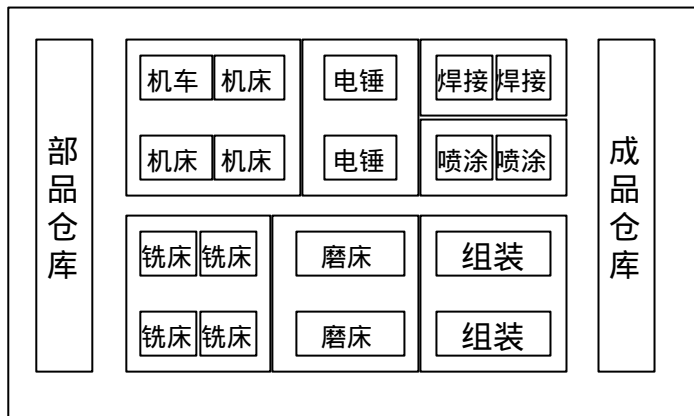 部品仓库
机车 机床 电锤 焊接 焊接
机床 机床 电锤 喷涂 喷涂
铣床 铣床 磨床 组装
铣床 铣床 磨床 组装
成品仓库